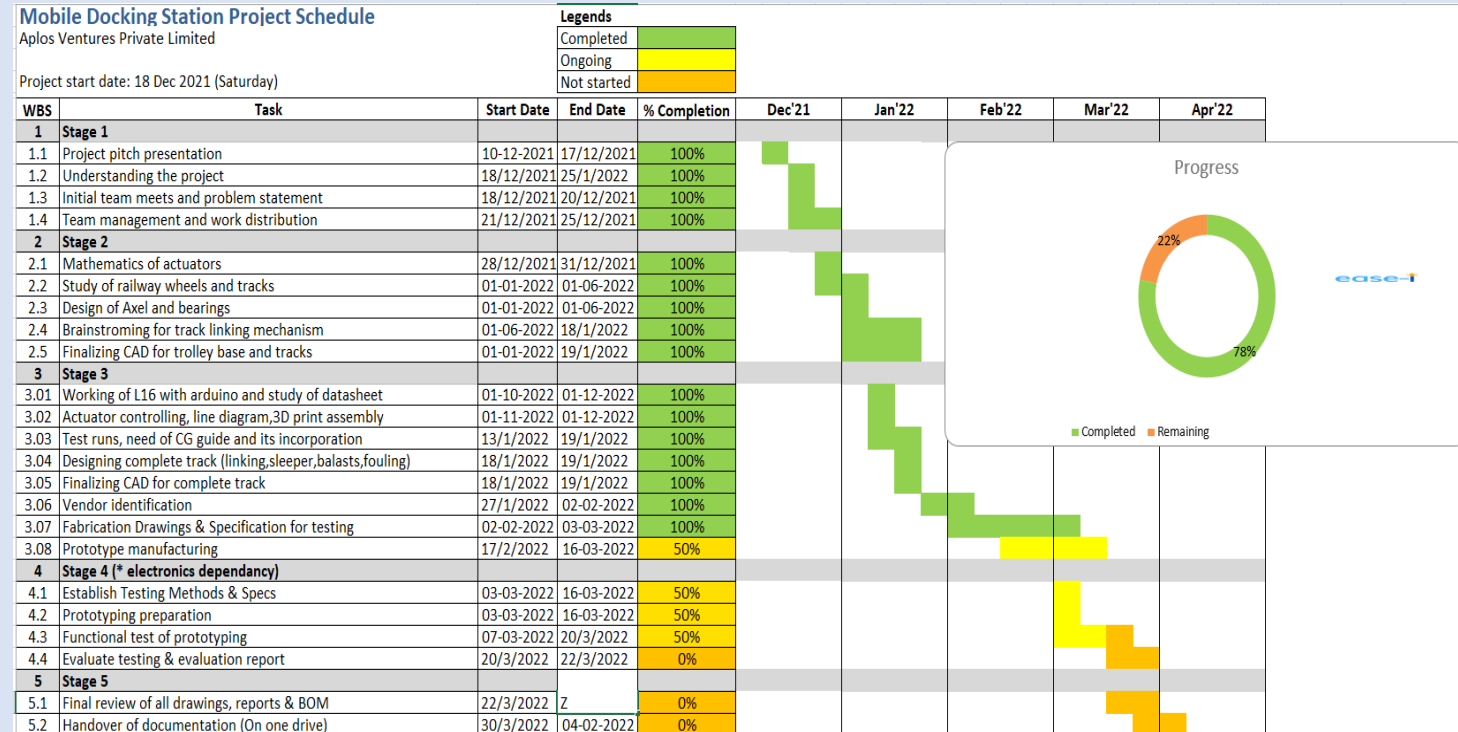 Mobile Docking Station Project Schedule
Legends
Aplos Ventures Private Limited
Completed
Ongoing
Project start date: 18 Dec 2021 (Saturday)
Not started
WBS Task Start Date End Date % Completion Dec'21 Jan'22 Feb'22 Mar'22 Apr'22
1 Stage 1
1.1 Project pitch presentation 10-12-2021 17/12/2021 100%
1.2 Understanding the project 18/12/2021 25/1/2022 100%
1.3 Initial team meets and problem statement 18/12/2021 20/12/2021 100%
1.4 Team management and work distribution 21/12/2021 25/12/2021 100%
2 Stage 2
2.1 Mathematics of actuators 28/12/2021 31/12/2021 100%
2.2 Study of railway wheels and tracks 01-01-2022 01-06-2022 100%
2.3 Design of Axel and bearings 01-01-2022 01-06-2022 100%
2.4 Brainstroming for track linking mechanism 01-06-2022 18/1/2022 100%
2.5 Finalizing CAD for trolley base and tracks 01-01-2022 19/1/2022 100%
3 Stage 3
3.01 Working of L16 with arduino and study of datasheet 01-10-2022 01-12-2022 100%
3.02 Actuator controlling, line diagram,3D print assembly 01-11-2022 01-12-2022 100%
3.03 Test runs, need of CG guide and its incorporation 13/1/2022 19/1/2022 100%
3.04 Designing complete track (linking,sleeper,balasts,fouling) 18/1/2022 19/1/2022 100%
3.05 Finalizing CAD for complete track 18/1/2022 19/1/2022 100%
3.06 Vendor identification 27/1/2022 02-02-2022 100%
3.07 Fabrication Drawings & Specification for testing 02-02-2022 03-03-2022 100%
3.08 Prototype manufacturing 17/2/2022 16-03-2022 50%
4 Stage 4 (* electronics dependancy)
4.1 Establish Testing Methods & Specs 03-03-2022 16-03-2022 50%
4.2 Prototyping preparation 03-03-2022 16-03-2022 50%
4.3 Functional test of prototyping 07-03-2022 20/3/2022 50%
4.4 Evaluate testing & evaluation report 20/3/2022 22/3/2022 0%
5 Stage 5
5.1 Final review of all drawings, reports & BOM 22/3/2022 Z 0%
5.2 Handover of documentation (On one drive) 30/3/2022 04-02-2022 0%
Progress
22%
78%
Completed Remaining
ease-i